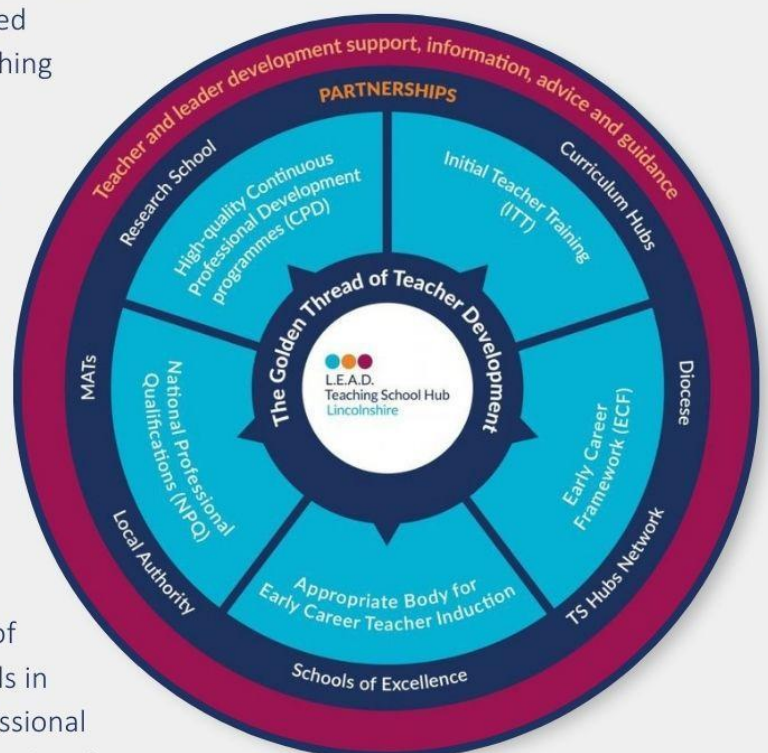 ed
hing
Teacher and leader development support, information, advice and guidance
PARTNERSHIPS
Research School
Curriculum Hubs
Diocese
TS Hubs Network
Schools of Excellence
Local Authority
MATs
High-quality Continuous
Professional Development
programmes (CPD)
Initial Teacher Training
(ITT)
Early Career
Framework (ECF)
Appropriate Body for
Early Career Teacher Induction
National Professional
Qualifications (NPQ)
The Golden Thread of Teacher Development
L.E.A.D.
Teaching School Hub
Lincolnshire
of
ls in
ssional